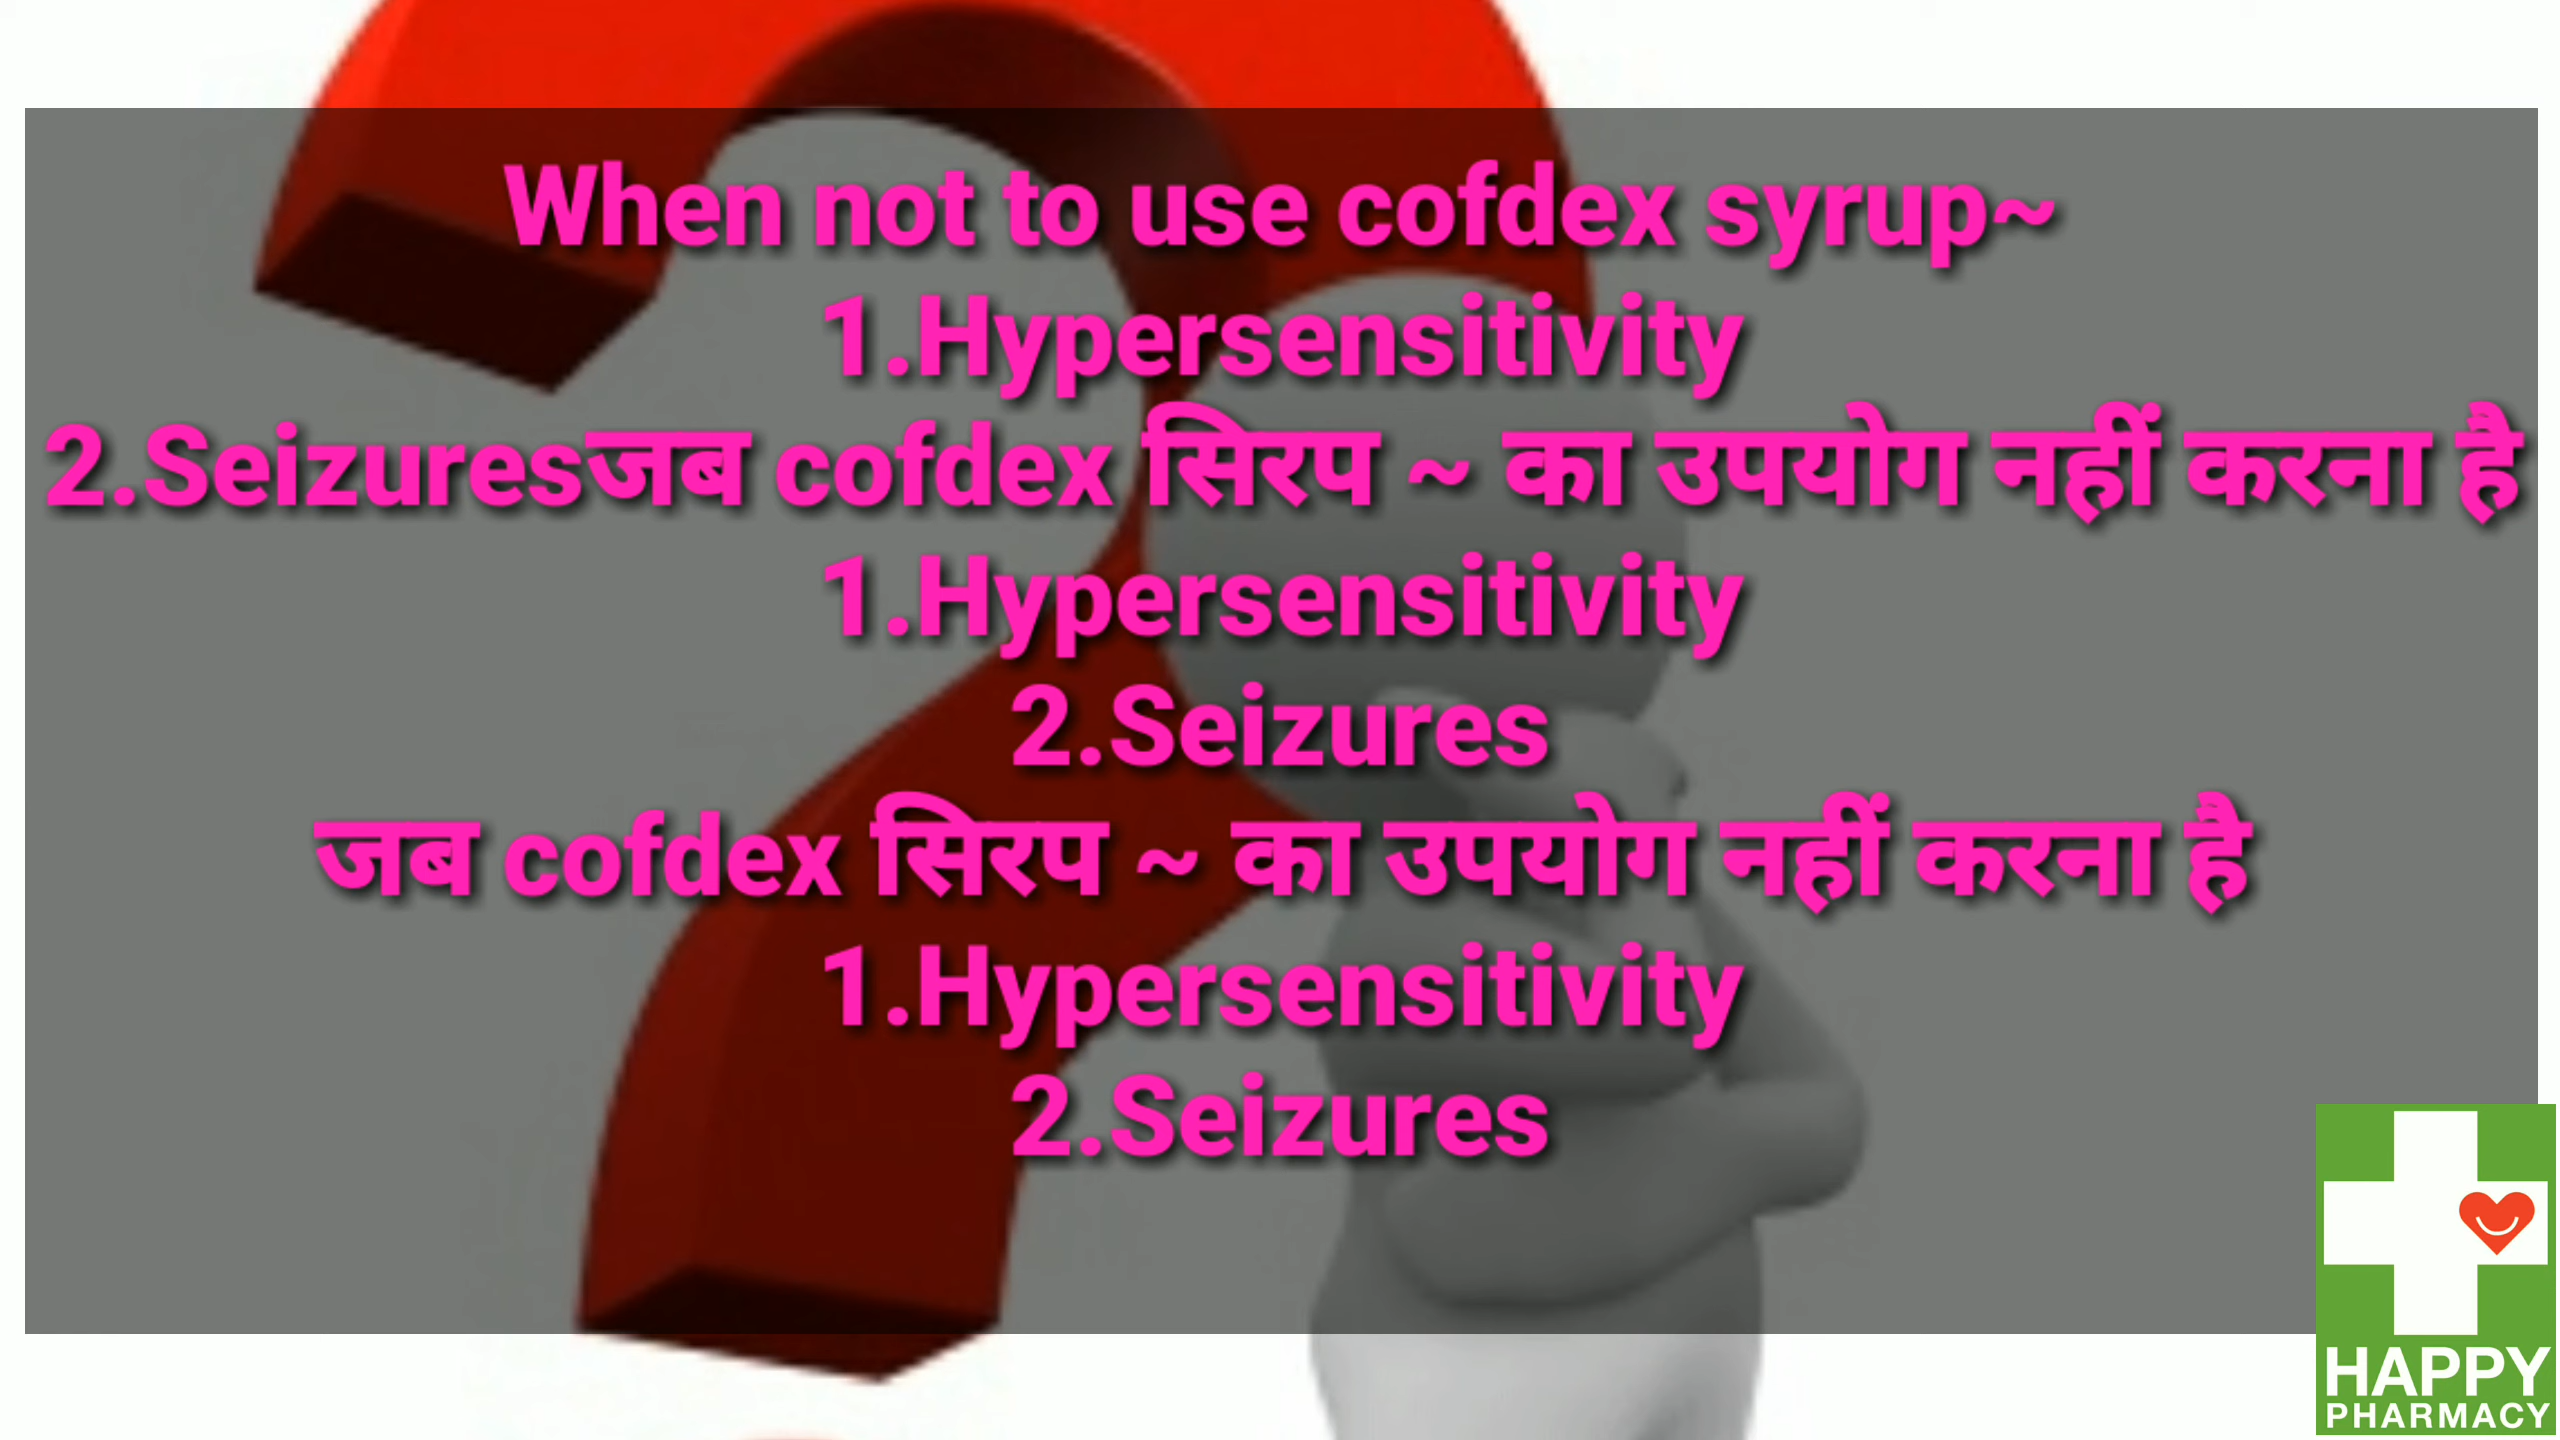 When not to use cofdex syrup~
1.Hypersensitivity
2.Seizuresजब cofdex सिरप ~ का उपयोग नहीं करना है
1.Hypersensitivity
2.Seizures
जब cofdex सिरप ~ का उपयोग नहीं करना है
1.Hypersensitivity
2.Seizures
HAPPY
PHARMACY